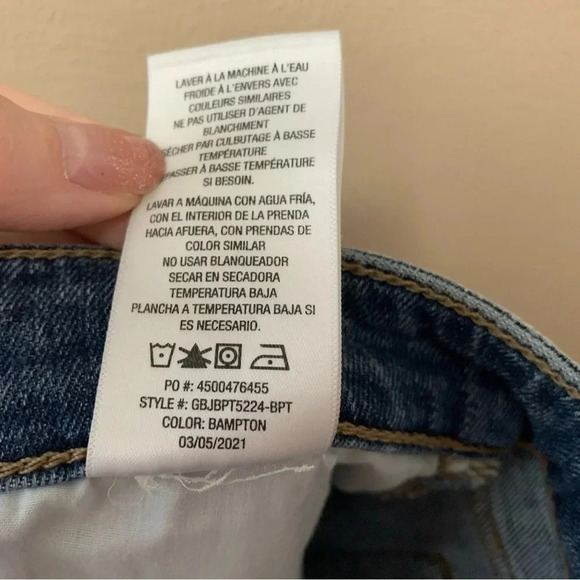 LAVER À LA MACHINE À L'EAU
FROIDE À L'ENVERS AVEC
COULEURS SIMILAIRES
NE PAS UTILISER D'AGENT DE
BLANCHIMENT
SÉCHER PAR CULBUTAGE À BASSE
TEMPÉRATURE
PASSER À BASSE TEMPÉRATURE
SI BESOIN.
LAVAR A MÁQUINA CON AGUA FRÍA,
CON EL INTERIOR DE LA PRENDA
HACIA AFUERA, CON PRENDAS DE
COLOR SIMILAR
NO USAR BLANQUEADOR
SECAR EN SECADORA
TEMPERATURA BAJA
PLANCHA A TEMPERATURA BAJA SI
ES NECESARIO.
PO #: 4500476455
STYLE #: GBJBPT5224-BPT
COLOR: BAMPTON
03/05/2021